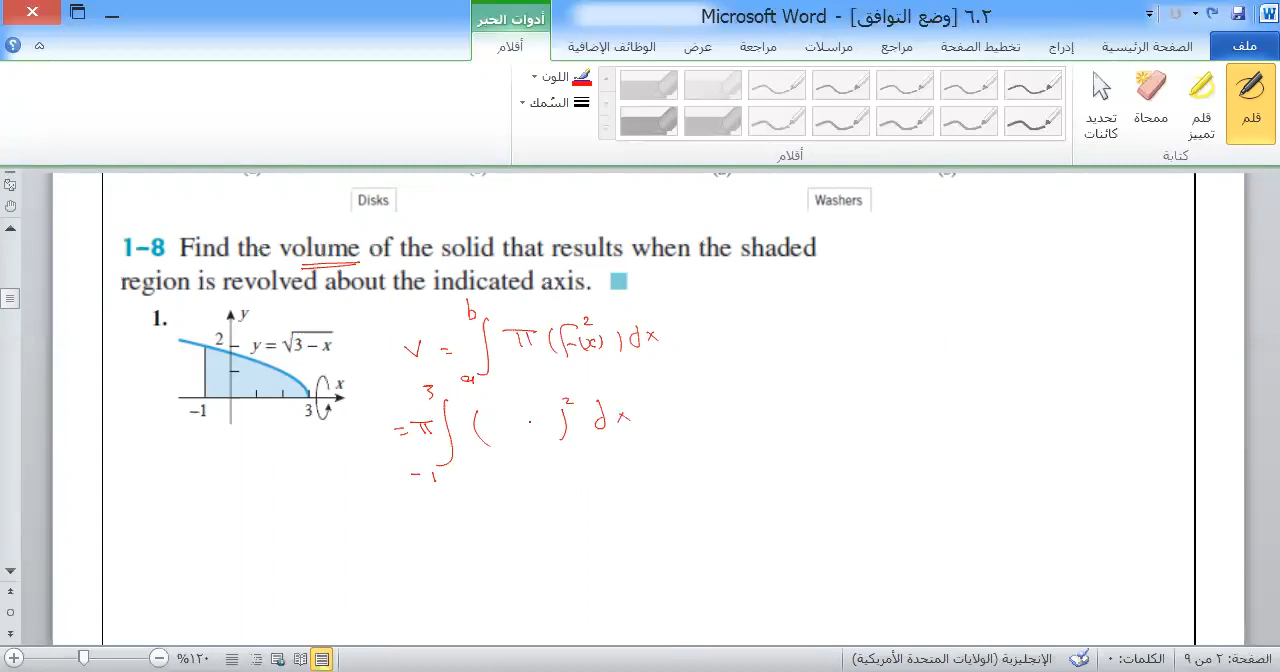 أدوات الحبر
٦.٢ [وضع التوافق] - Microsoft Word
ملف
الصفحة الرئيسية
إدراج
تخطيط الصفحة
مراجع
مراسلات
مراجعة
عرض
الوظائف الإضافية
أقلام
قلم
قلم تمييز
ممحاة
تحديد كائنات
كتابة
اللون
السُمك
أقلام
Disks
Washers
1–8 Find the volume of the solid that results when the shaded
region is revolved about the indicated axis.
1.
y
2
y = √3 − x
x
−1
3
V = ∫ₐᵇ π (f(x)²) dx
= π ∫₋₁³ ( . )² dx
الصفحة: ٢ من ٩
الكلمات: ٠
الإنجليزية (الولايات المتحدة الأمريكية)
%١٢٠